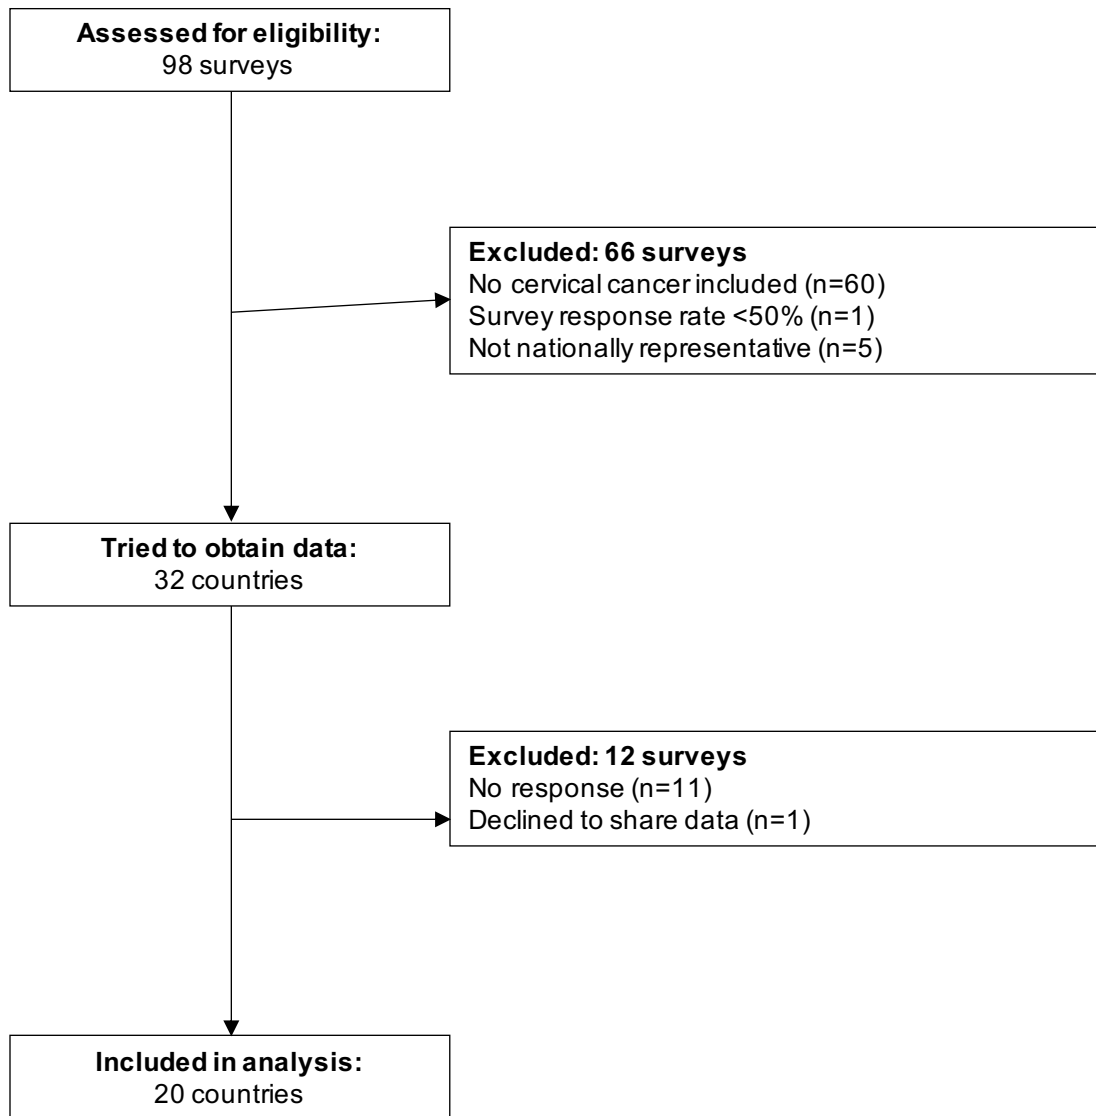 Assessed for eligibility:
98 surveys
Excluded: 66 surveys
No cervical cancer included (n=60)
Survey response rate <50% (n=1)
Not nationally representative (n=5)
Tried to obtain data:
32 countries
Excluded: 12 surveys
No response (n=11)
Declined to share data (n=1)
Included in analysis:
20 countries